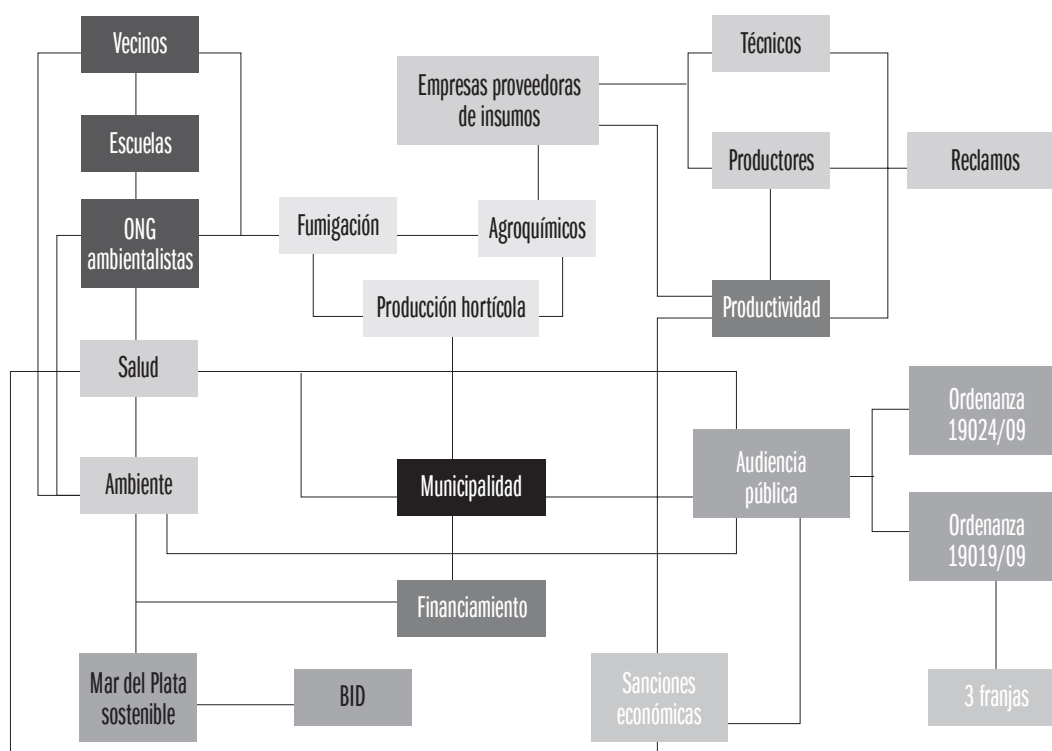 Vecinos
Técnicos
Empresas proveedoras
de insumos
Escuelas
Productores
Reclamos
ONG
ambientalistas
Fumigación
Agroquímicos
Producción hortícola
Productividad
Salud
Ordenanza
19024/09
Ambiente
Municipalidad
Audiencia
pública
Ordenanza
19019/09
Financiamiento
Mar del Plata
sostenible
BID
Sanciones
económicas
3 franjas